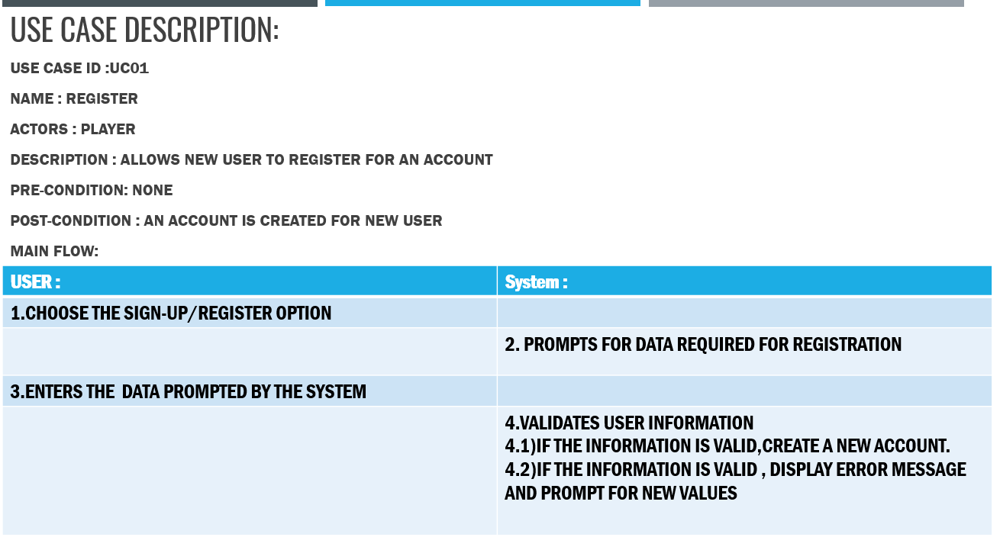 USE CASE DESCRIPTION:
USE CASE ID :UC01
NAME : REGISTER
ACTORS : PLAYER
DESCRIPTION : ALLOWS NEW USER TO REGISTER FOR AN ACCOUNT
PRE-CONDITION: NONE
POST-CONDITION : AN ACCOUNT IS CREATED FOR NEW USER
MAIN FLOW:
USER :
System :
1.CHOOSE THE SIGN-UP/REGISTER OPTION
2. PROMPTS FOR DATA REQUIRED FOR REGISTRATION
3.ENTERS THE  DATA PROMPTED BY THE SYSTEM
4.VALIDATES USER INFORMATION
4.1)IF THE INFORMATION IS VALID,CREATE A NEW ACCOUNT.
4.2)IF THE INFORMATION IS VALID , DISPLAY ERROR MESSAGE
AND PROMPT FOR NEW VALUES